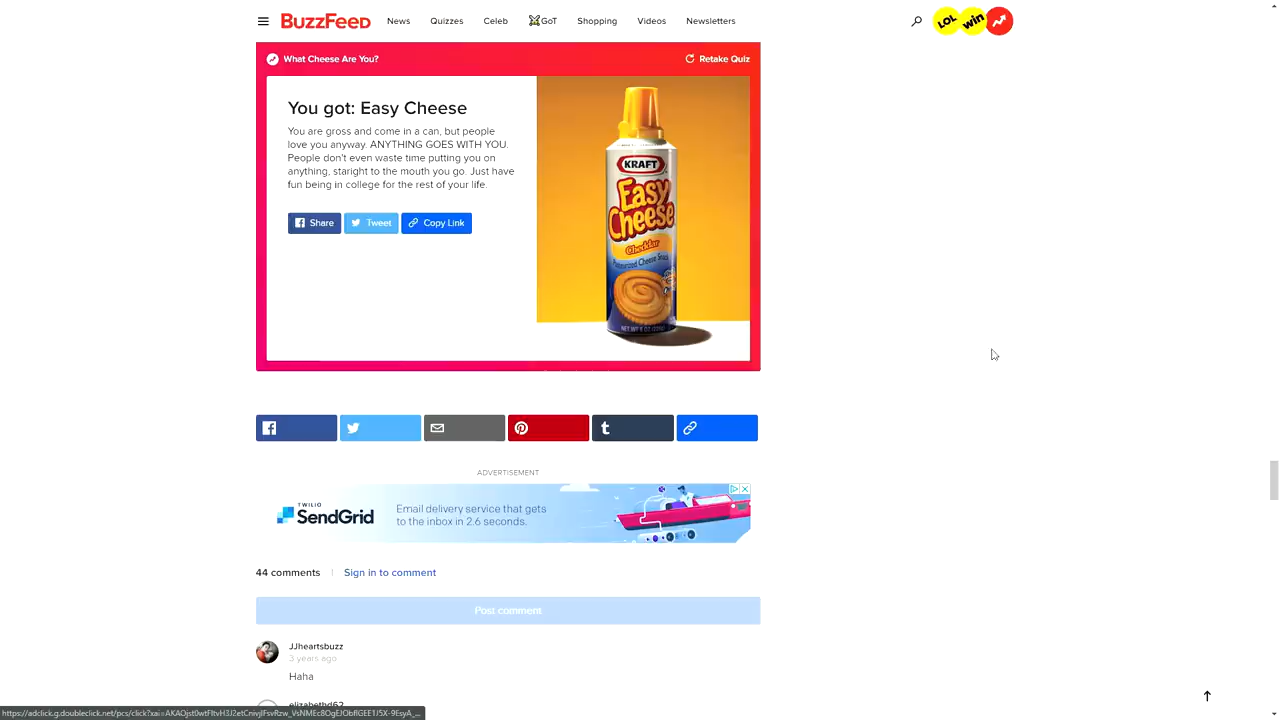 BuzzFeed News Quizzes Celeb GoT Shopping Videos Newsletters LOL win
What Cheese Are You? Retake Quiz
You got: Easy Cheese
You are gross and come in a can, but people
love you anyway. ANYTHING GOES WITH YOU.
People don't even waste time putting you on
anything, staright to the mouth you go. Just have
fun being in college for the rest of your life.
Share Tweet Copy Link
KRAFT
Easy
Cheese
Cheddar
Pasteurized Cheese Snack
ADVERTISEMENT
TWILIO
SendGrid
Email delivery service that gets
to the inbox in 2.6 seconds.
44 comments Sign in to comment
Post comment
JJheartsbuzz
3 years ago
Haha
elizabethd62